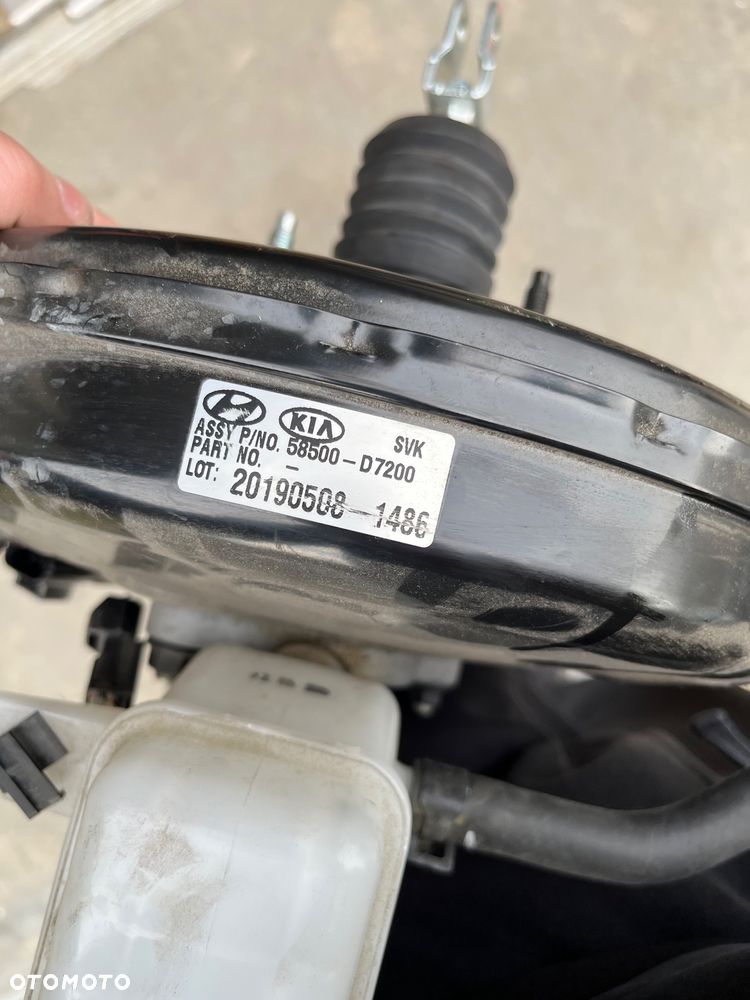 KIA SVK
ASSY P/NO. 58500-D7200
PART NO. -
LOT: 20190508-1486
OTOMOTO